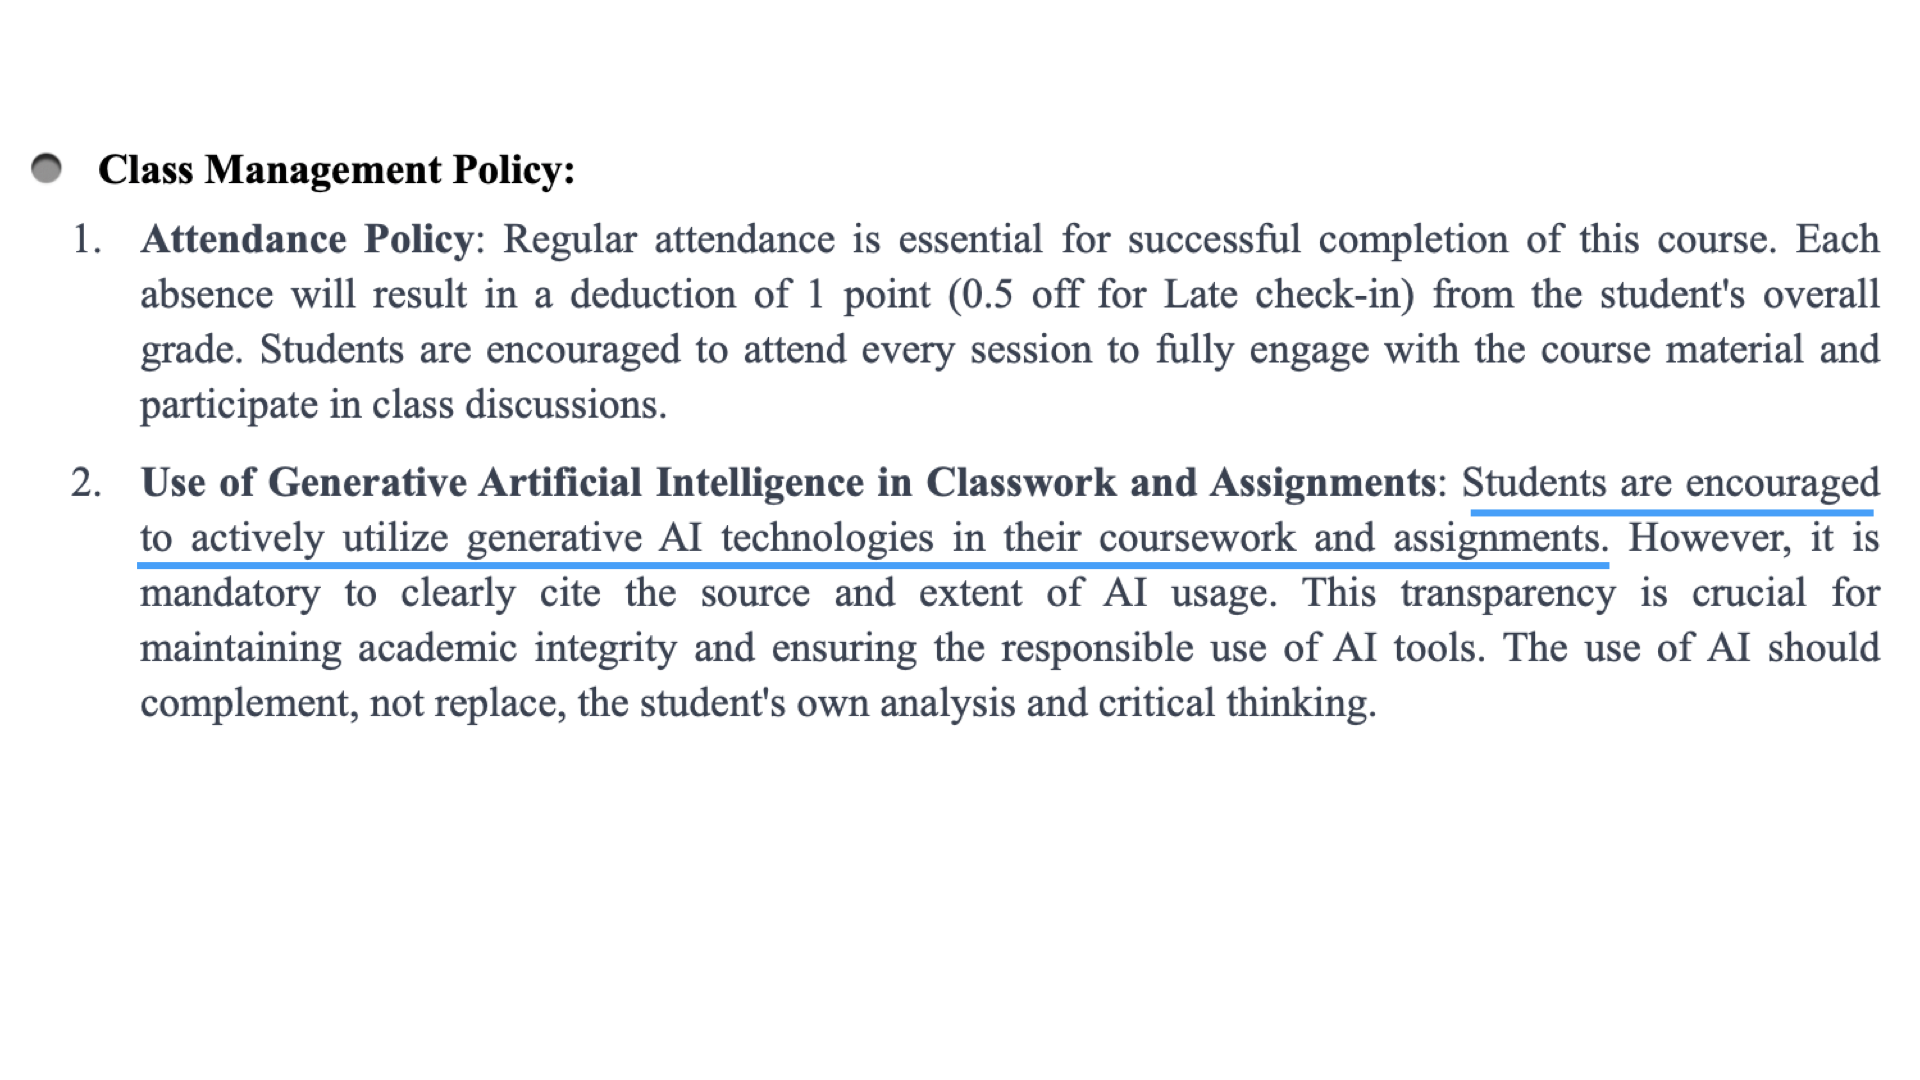 Class Management Policy:
1. Attendance Policy: Regular attendance is essential for successful completion of this course. Each
absence will result in a deduction of 1 point (0.5 off for Late check-in) from the student's overall
grade. Students are encouraged to attend every session to fully engage with the course material and
participate in class discussions.
2. Use of Generative Artificial Intelligence in Classwork and Assignments: Students are encouraged
to actively utilize generative AI technologies in their coursework and assignments. However, it is
mandatory to clearly cite the source and extent of AI usage. This transparency is crucial for
maintaining academic integrity and ensuring the responsible use of AI tools. The use of AI should
complement, not replace, the student's own analysis and critical thinking.